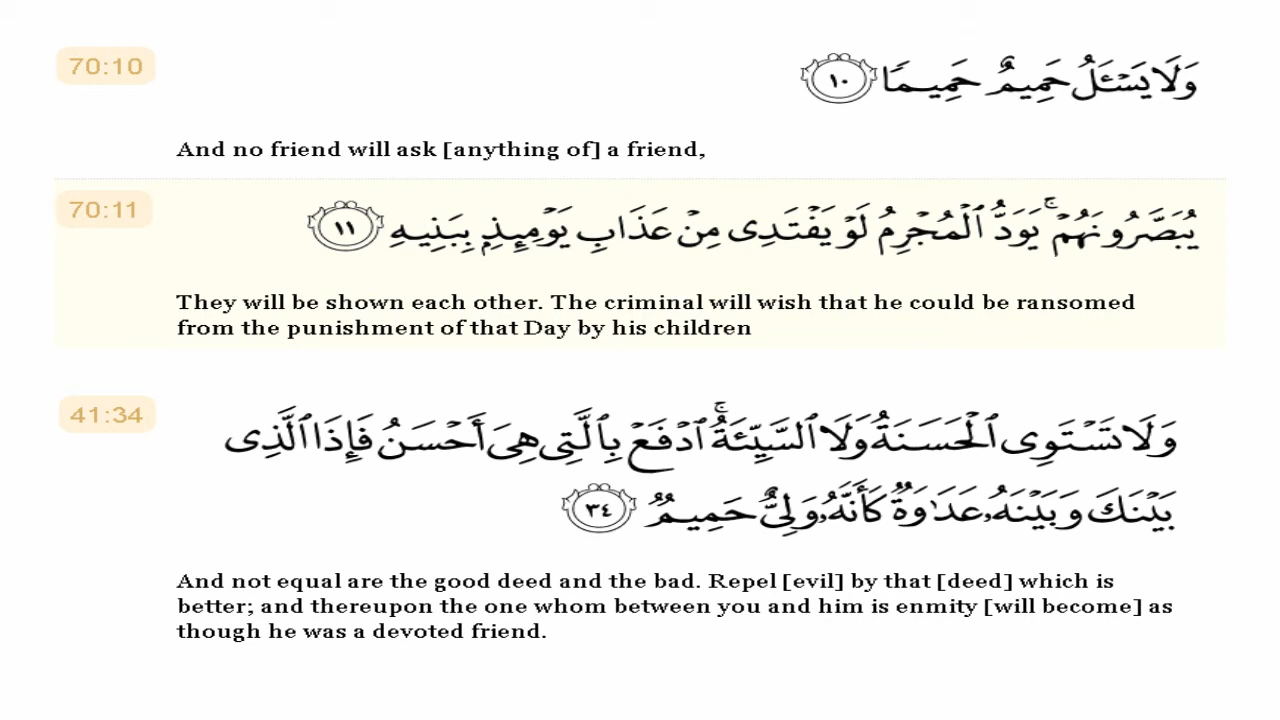 70:10
وَلَا يَسْـَٔلُ حَمِيمٌ حَمِيمًا ١٠
And no friend will ask [anything of] a friend,
70:11
يُبَصَّرُونَهُمْ ۚ يَوَدُّ ٱلْمُجْرِمُ لَوْ يَفْتَدِى مِنْ عَذَابِ يَوْمِئِذٍۭ بِبَنِيهِ ١١
They will be shown each other. The criminal will wish that he could be ransomed
from the punishment of that Day by his children
41:34
وَلَا تَسْتَوِى ٱلْحَسَنَةُ وَلَا ٱلسَّيِّئَةُ ۚ ٱدْفَعْ بِٱلَّتِى هِىَ أَحْسَنُ فَإِذَا ٱلَّذِى
بَيْنَكَ وَبَيْنَهُۥ عَدَٰوَةٌ كَأَنَّهُۥ وَلِىٌّ حَمِيمٌ ٣٤
And not equal are the good deed and the bad. Repel [evil] by that [deed] which is
better; and thereupon the one whom between you and him is enmity [will become] as
though he was a devoted friend.